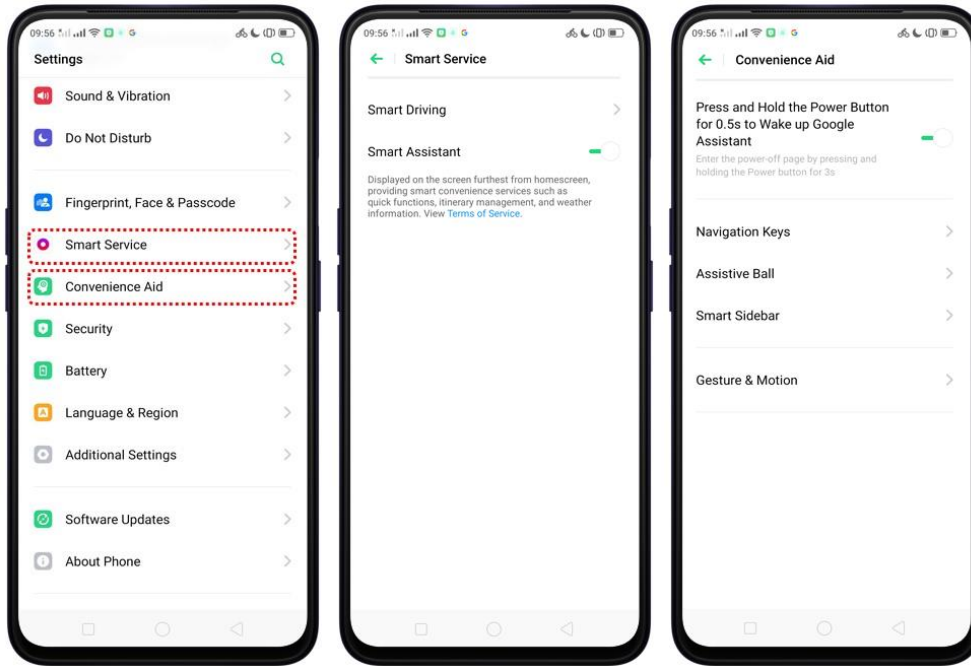 09:56
Settings
Sound & Vibration
Do Not Disturb
Fingerprint, Face & Passcode
Smart Service
Convenience Aid
Security
Battery
Language & Region
Additional Settings
Software Updates
About Phone
09:56
Smart Service
Smart Driving
Smart Assistant
Displayed on the screen furthest from homescreen,
providing smart convenience services such as
quick functions, itinerary management, and weather
information. View Terms of Service.
09:56
Convenience Aid
Press and Hold the Power Button
for 0.5s to Wake up Google
Assistant
Enter the power-off page by pressing and
holding the Power button for 3s
Navigation Keys
Assistive Ball
Smart Sidebar
Gesture & Motion